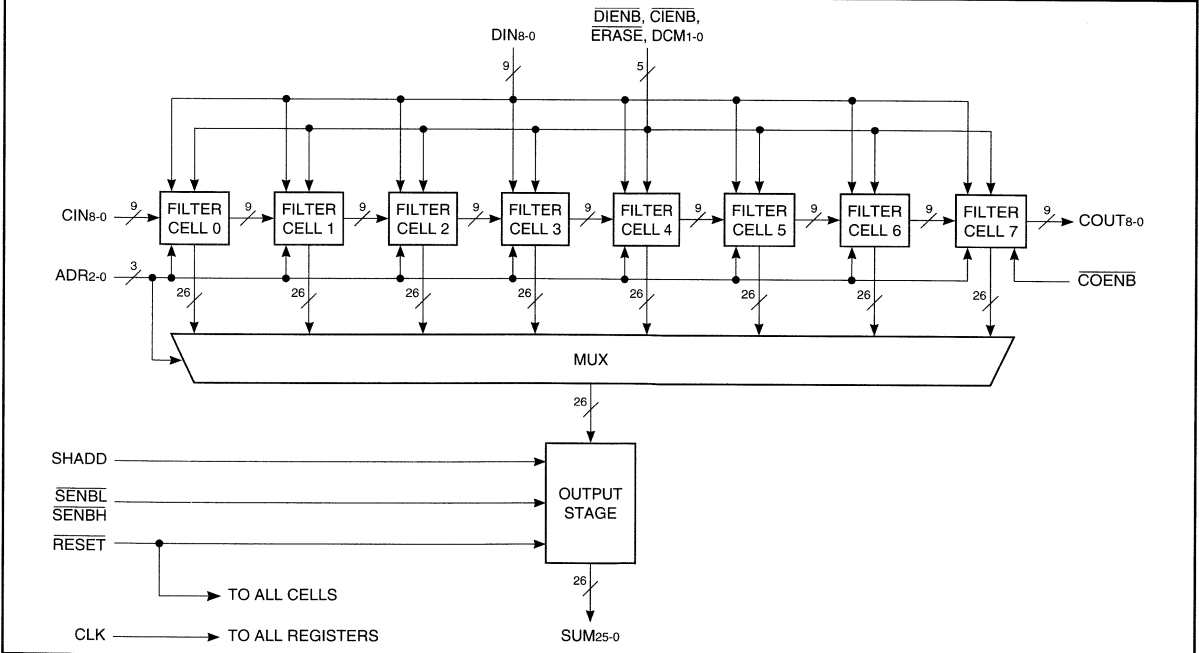 DIENB, CIENB,
DIN8-0
ERASE, DCM1-0
9
5
CIN8-0
9
FILTER
CELL 0
9
FILTER
CELL 1
9
FILTER
CELL 2
9
FILTER
CELL 3
9
FILTER
CELL 4
9
FILTER
CELL 5
9
FILTER
CELL 6
9
FILTER
CELL 7
9
COUT8-0
ADR2-0
3
COENB
26
26
26
26
26
26
26
26
MUX
26
SHADD
SENBL
SENBH
RESET
OUTPUT
STAGE
26
TO ALL CELLS
CLK
TO ALL REGISTERS
SUM25-0